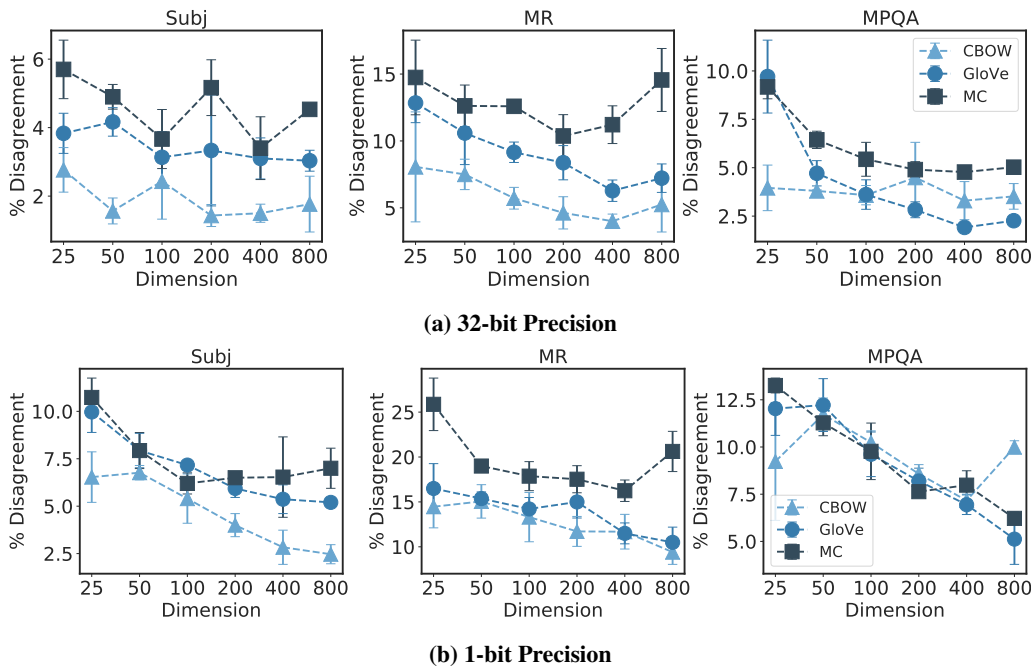 Subj
MR
MPQA
% Disagreement
6
4
2
25 50 100 200 400 800
Dimension
% Disagreement
15
10
5
25 50 100 200 400 800
Dimension
% Disagreement
10.0
7.5
5.0
2.5
25 50 100 200 400 800
Dimension
CBOW
GloVe
MC
(a) 32-bit Precision
Subj
MR
MPQA
% Disagreement
10.0
7.5
5.0
2.5
25 50 100 200 400 800
Dimension
% Disagreement
25
20
15
10
25 50 100 200 400 800
Dimension
% Disagreement
12.5
10.0
7.5
5.0
25 50 100 200 400 800
Dimension
CBOW
GloVe
MC
(b) 1-bit Precision